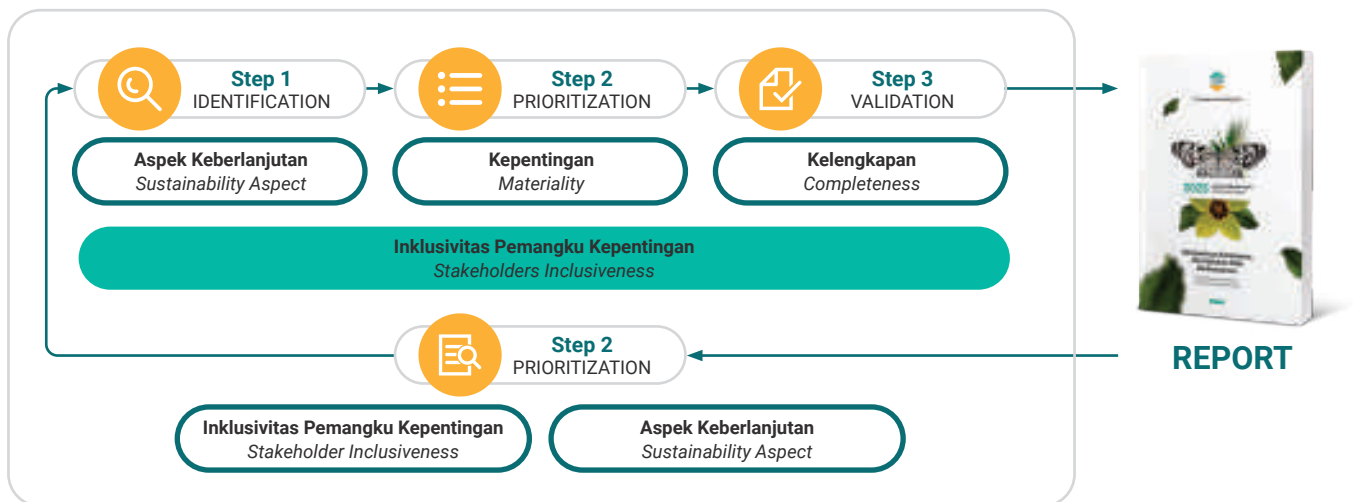 Step 1
IDENTIFICATION
Step 2
PRIORITIZATION
Step 3
VALIDATION
Aspek Keberlanjutan
Sustainability Aspect
Kepentingan
Materiality
Kelengkapan
Completeness
Inklusivitas Pemangku Kepentingan
Stakeholders Inclusiveness
Step 2
PRIORITIZATION
REPORT
Inklusivitas Pemangku Kepentingan
Stakeholder Inclusiveness
Aspek Keberlanjutan
Sustainability Aspect